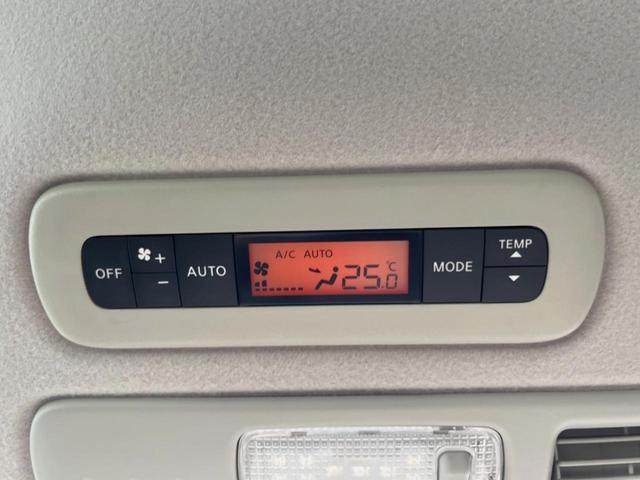 OFF
+
−
AUTO
A/C AUTO
25.0 °C
MODE
TEMP